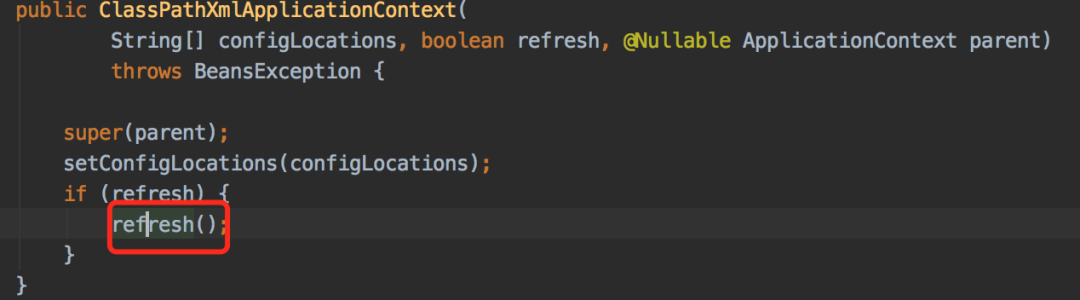 public ClassPathXmlApplicationContext(
String[] configLocations, boolean refresh, @Nullable ApplicationContext parent)
throws BeansException {
super(parent);
setConfigLocations(configLocations);
if (refresh) {
refresh();
}
}